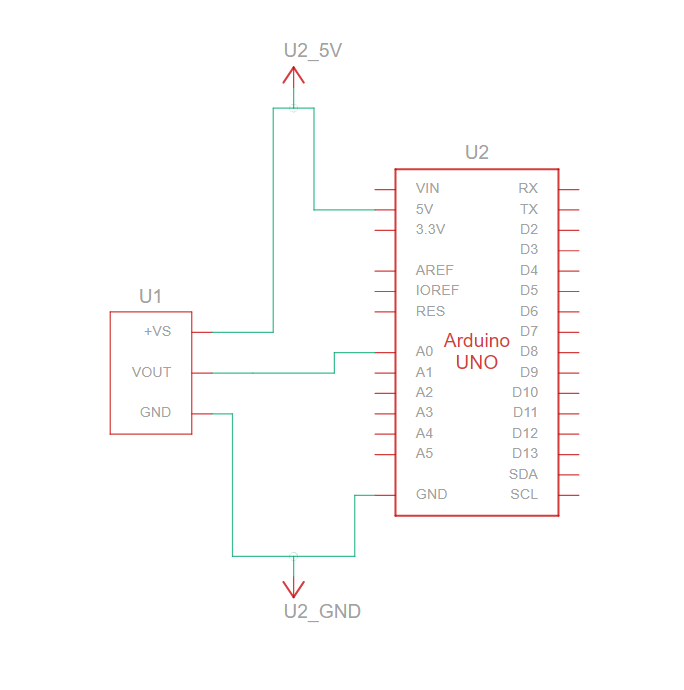 U2_5V
U2
VIN
RX
5V
TX
3.3V
D2
D3
AREF
D4
IOREF
D5
RES
D6
U1
+VS
D7
Arduino
UNO
A0
D8
VOUT
A1
D9
A2
D10
GND
A3
D11
A4
D12
A5
D13
SDA
GND
SCL
U2_GND